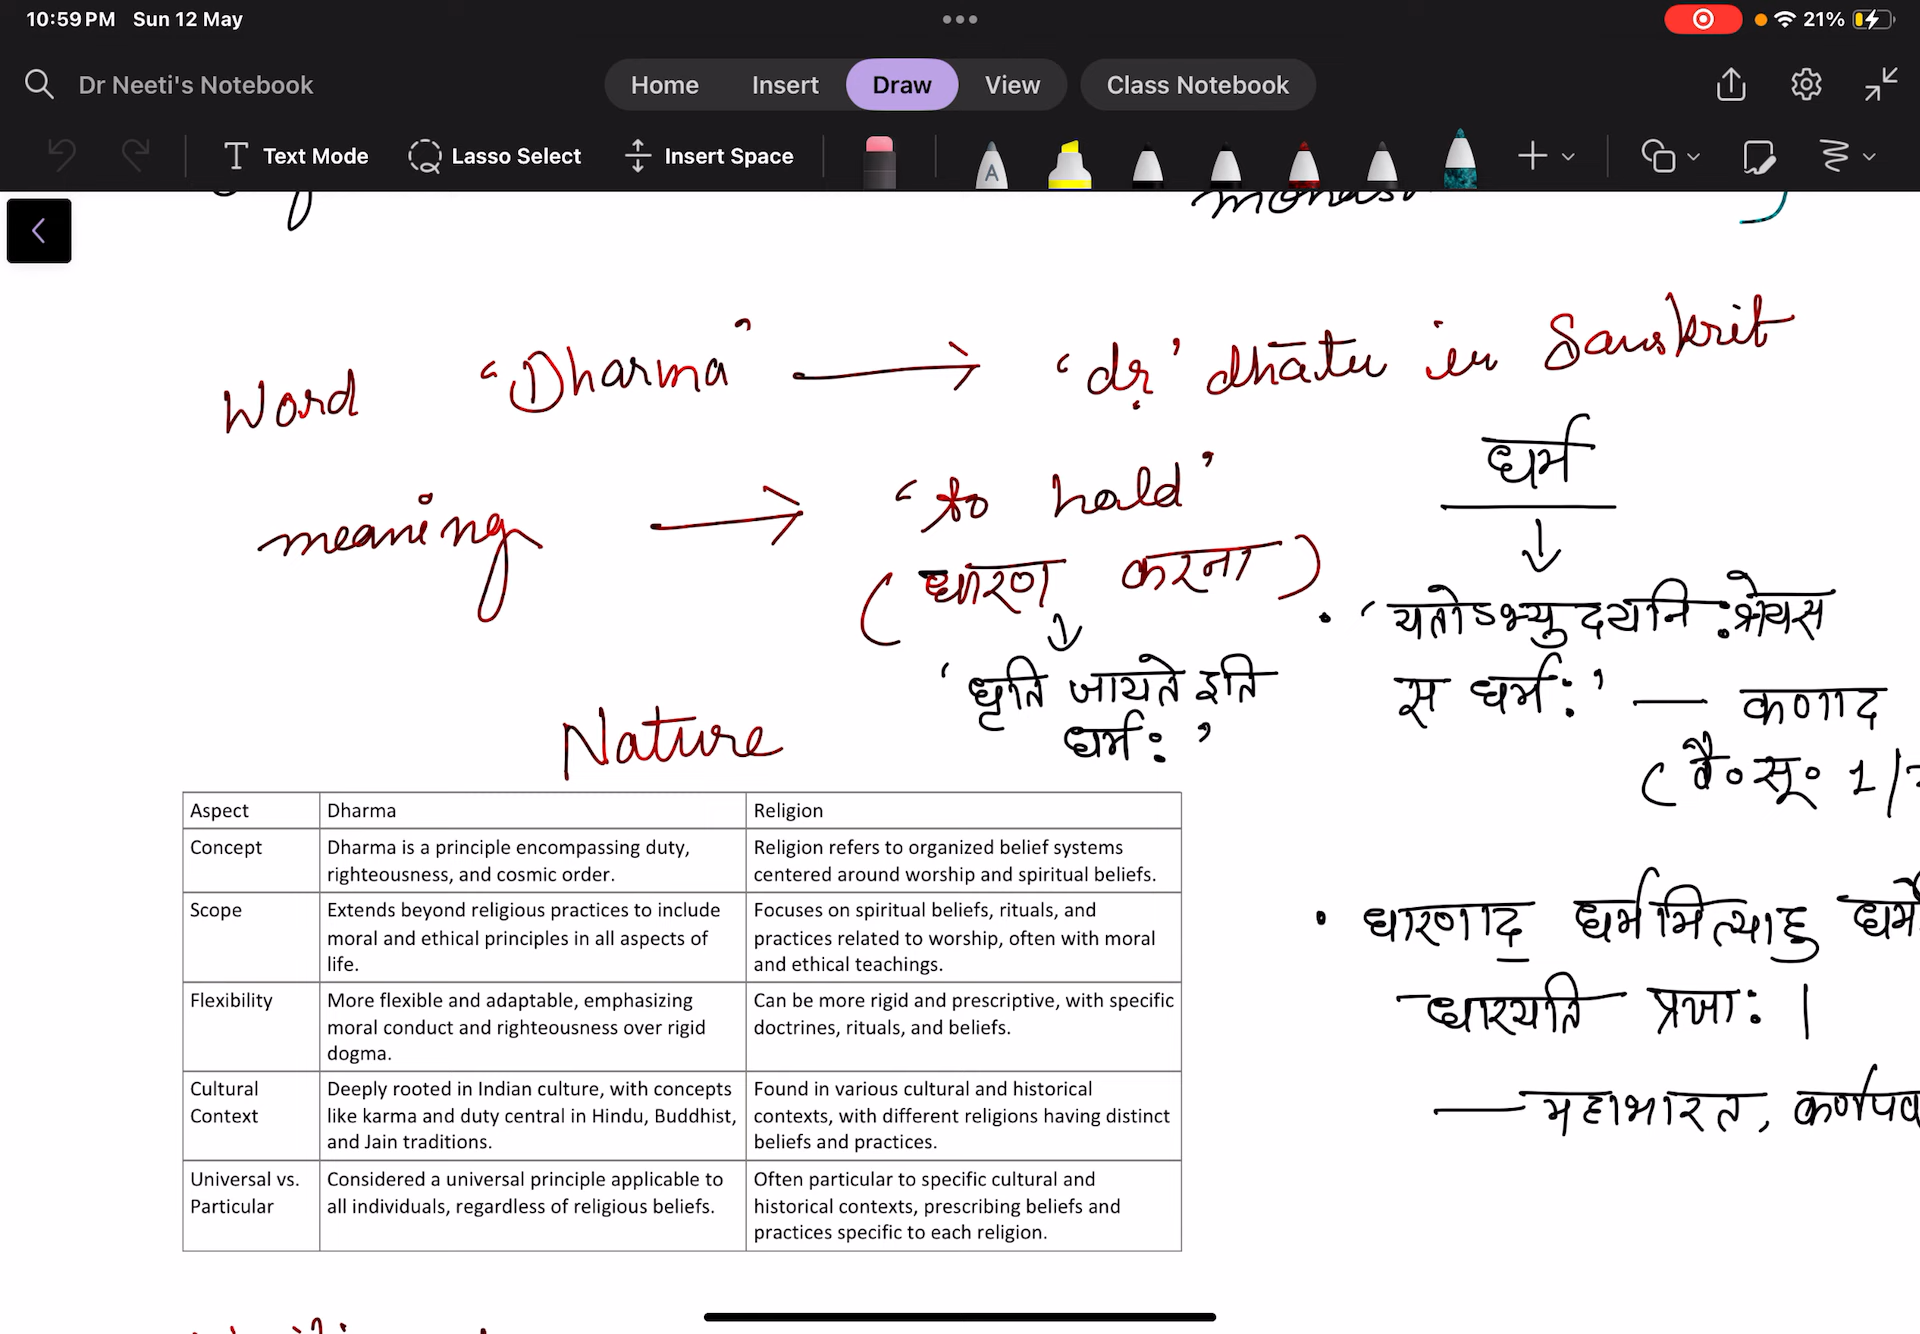 10:59 PM Sun 12 May
21%
Dr Neeti's Notebook
Home Insert Draw View Class Notebook
Text Mode Lasso Select Insert Space
A
Word "Dharma" → 'dṛ' dhātu in Sanskrit
meaning → 'to hold'
(धारण करना)
↓
'धृति जायते इति
धर्म: '
धर्म
↓
• 'यतोऽभ्युदयनि:श्रेयस
स धर्म:' — कणाद
(वै॰सू॰ 1/
• धारणाद् धर्ममित्याहु धर्मे
धारयति प्रजा: |
— महाभारत, कर्णपव
Nature
Aspect Dharma Religion
Concept Dharma is a principle encompassing duty, righteousness, and cosmic order. Religion refers to organized belief systems centered around worship and spiritual beliefs.
Scope Extends beyond religious practices to include moral and ethical principles in all aspects of life. Focuses on spiritual beliefs, rituals, and practices related to worship, often with moral and ethical teachings.
Flexibility More flexible and adaptable, emphasizing moral conduct and righteousness over rigid dogma. Can be more rigid and prescriptive, with specific doctrines, rituals, and beliefs.
Cultural Context Deeply rooted in Indian culture, with concepts like karma and duty central in Hindu, Buddhist, and Jain traditions. Found in various cultural and historical contexts, with different religions having distinct beliefs and practices.
Universal vs. Particular Considered a universal principle applicable to all individuals, regardless of religious beliefs. Often particular to specific cultural and historical contexts, prescribing beliefs and practices specific to each religion.